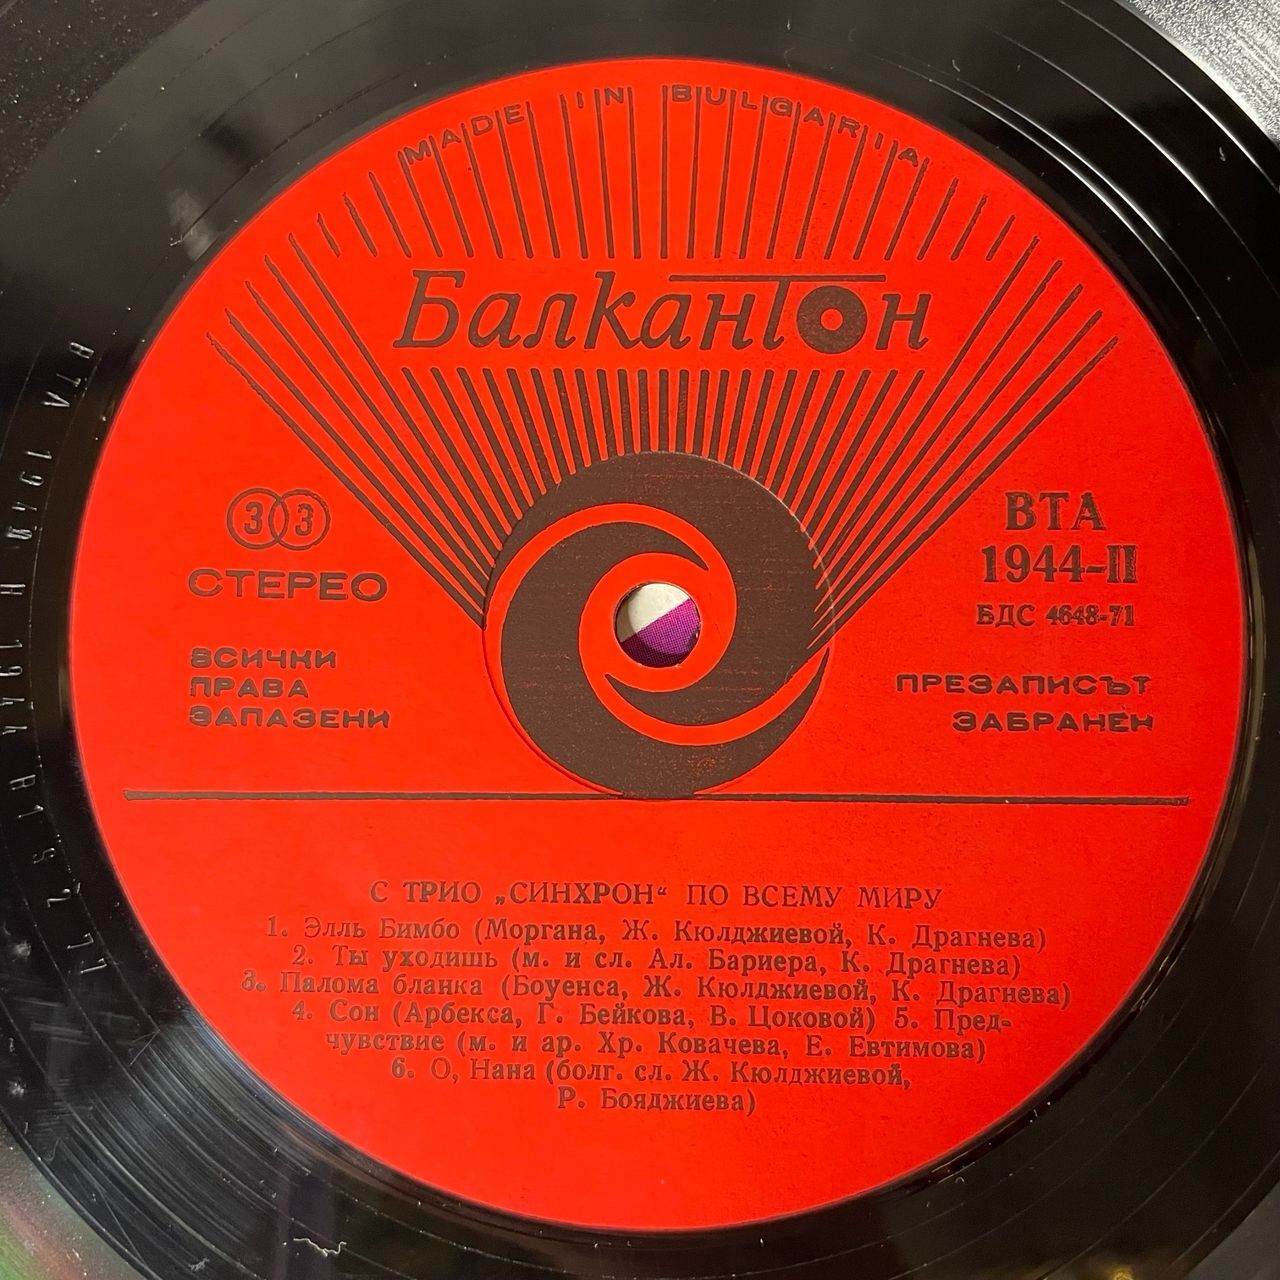 MADE IN BULGARIA
Балкантон
33
СТЕРЕО
ВСИЧКИ
ПРАВА
ЗАПАЗЕНИ
ВТА
1944-II
БДС 4648-71
ПРЕЗАПИСЪТ
ЗАБРАНЕН
С ТРИО „СИНХРОН“ ПО ВСЕМУ МИРУ
1. Элль Бимбо (Моргана, Ж. Кюлджиевой, К. Драгнева)
2. Ты уходишь (м. и сл. Ал. Бариера, К. Драгнева)
3. Палома бланка (Боуенса, Ж. Кюлджиевой, К. Драгнева)
4. Сон (Арбекса, Г. Бейкова, В. Цоковой) 5. Пред-
чувствие (м. и ар. Хр. Ковачева, Е. Евтимова)
6. О, Нана (болг. сл. Ж. Кюлджиевой,
Р. Бояджиева)